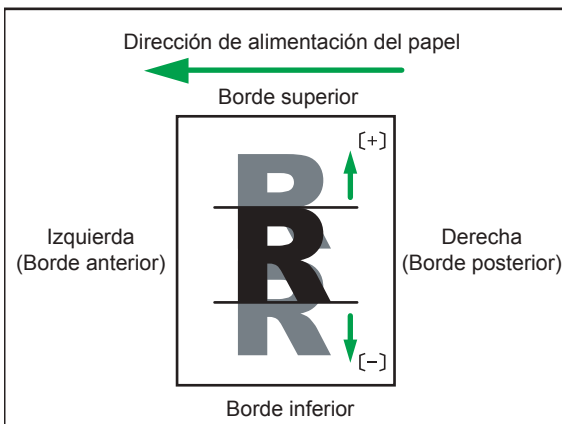 Dirección de alimentación del papel
Borde superior
[+]
R
R
R
Izquierda
(Borde anterior)
Derecha
(Borde posterior)
[−]
Borde inferior